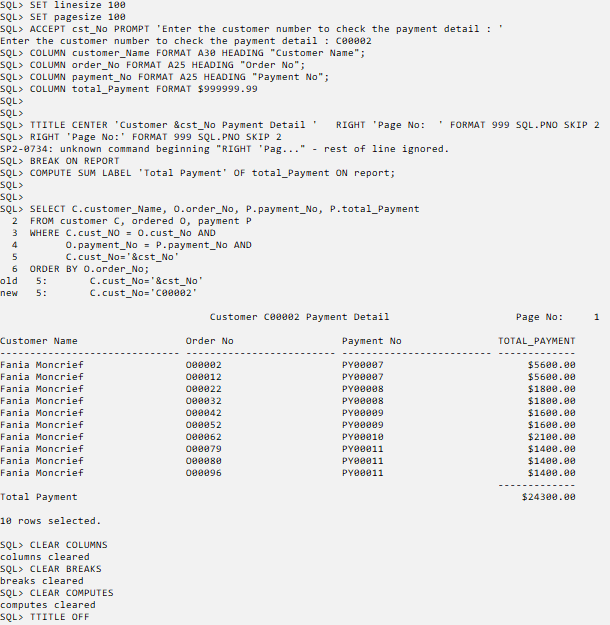 SQL> SET linesize 100
SQL> SET pagesize 100
SQL> ACCEPT cst_No PROMPT 'Enter the customer number to check the payment detail : '
Enter the customer number to check the payment detail : C00002
SQL> COLUMN customer_Name FORMAT A30 HEADING "Customer Name";
SQL> COLUMN order_No FORMAT A25 HEADING "Order No";
SQL> COLUMN payment_No FORMAT A25 HEADING "Payment No";
SQL> COLUMN total_Payment FORMAT $999999.99
SQL>
SQL>
SQL> TTITLE CENTER 'Customer &cst_No Payment Detail '   RIGHT 'Page No:  ' FORMAT 999 SQL.PNO SKIP 2
SQL> RIGHT 'Page No:' FORMAT 999 SQL.PNO SKIP 2
SP2-0734: unknown command beginning "RIGHT 'Pag..." - rest of line ignored.
SQL> BREAK ON REPORT
SQL> COMPUTE SUM LABEL 'Total Payment' OF total_Payment ON report;
SQL>
SQL>
SQL> SELECT C.customer_Name, O.order_No, P.payment_No, P.total_Payment
  2  FROM customer C, ordered O, payment P
  3  WHERE C.cust_NO = O.cust_No AND
  4        O.payment_No = P.payment_No AND
  5        C.cust_No='&cst_No'
  6  ORDER BY O.order_No;
old   5:       C.cust_No='&cst_No'
new   5:       C.cust_No='C00002'
Customer C00002 Payment Detail Page No:     1
Customer Name Order No Payment No TOTAL_PAYMENT
------------------------------ ------------------------- ------------------------- -------------
Fania Moncrief O00002 PY00007 $5600.00
Fania Moncrief O00012 PY00007 $5600.00
Fania Moncrief O00022 PY00008 $1800.00
Fania Moncrief O00032 PY00008 $1800.00
Fania Moncrief O00042 PY00009 $1600.00
Fania Moncrief O00052 PY00009 $1600.00
Fania Moncrief O00062 PY00010 $2100.00
Fania Moncrief O00079 PY00011 $1400.00
Fania Moncrief O00080 PY00011 $1400.00
Fania Moncrief O00096 PY00011 $1400.00
-------------
Total Payment $24300.00
10 rows selected.
SQL> CLEAR COLUMNS
columns cleared
SQL> CLEAR BREAKS
breaks cleared
SQL> CLEAR COMPUTES
computes cleared
SQL> TTITLE OFF